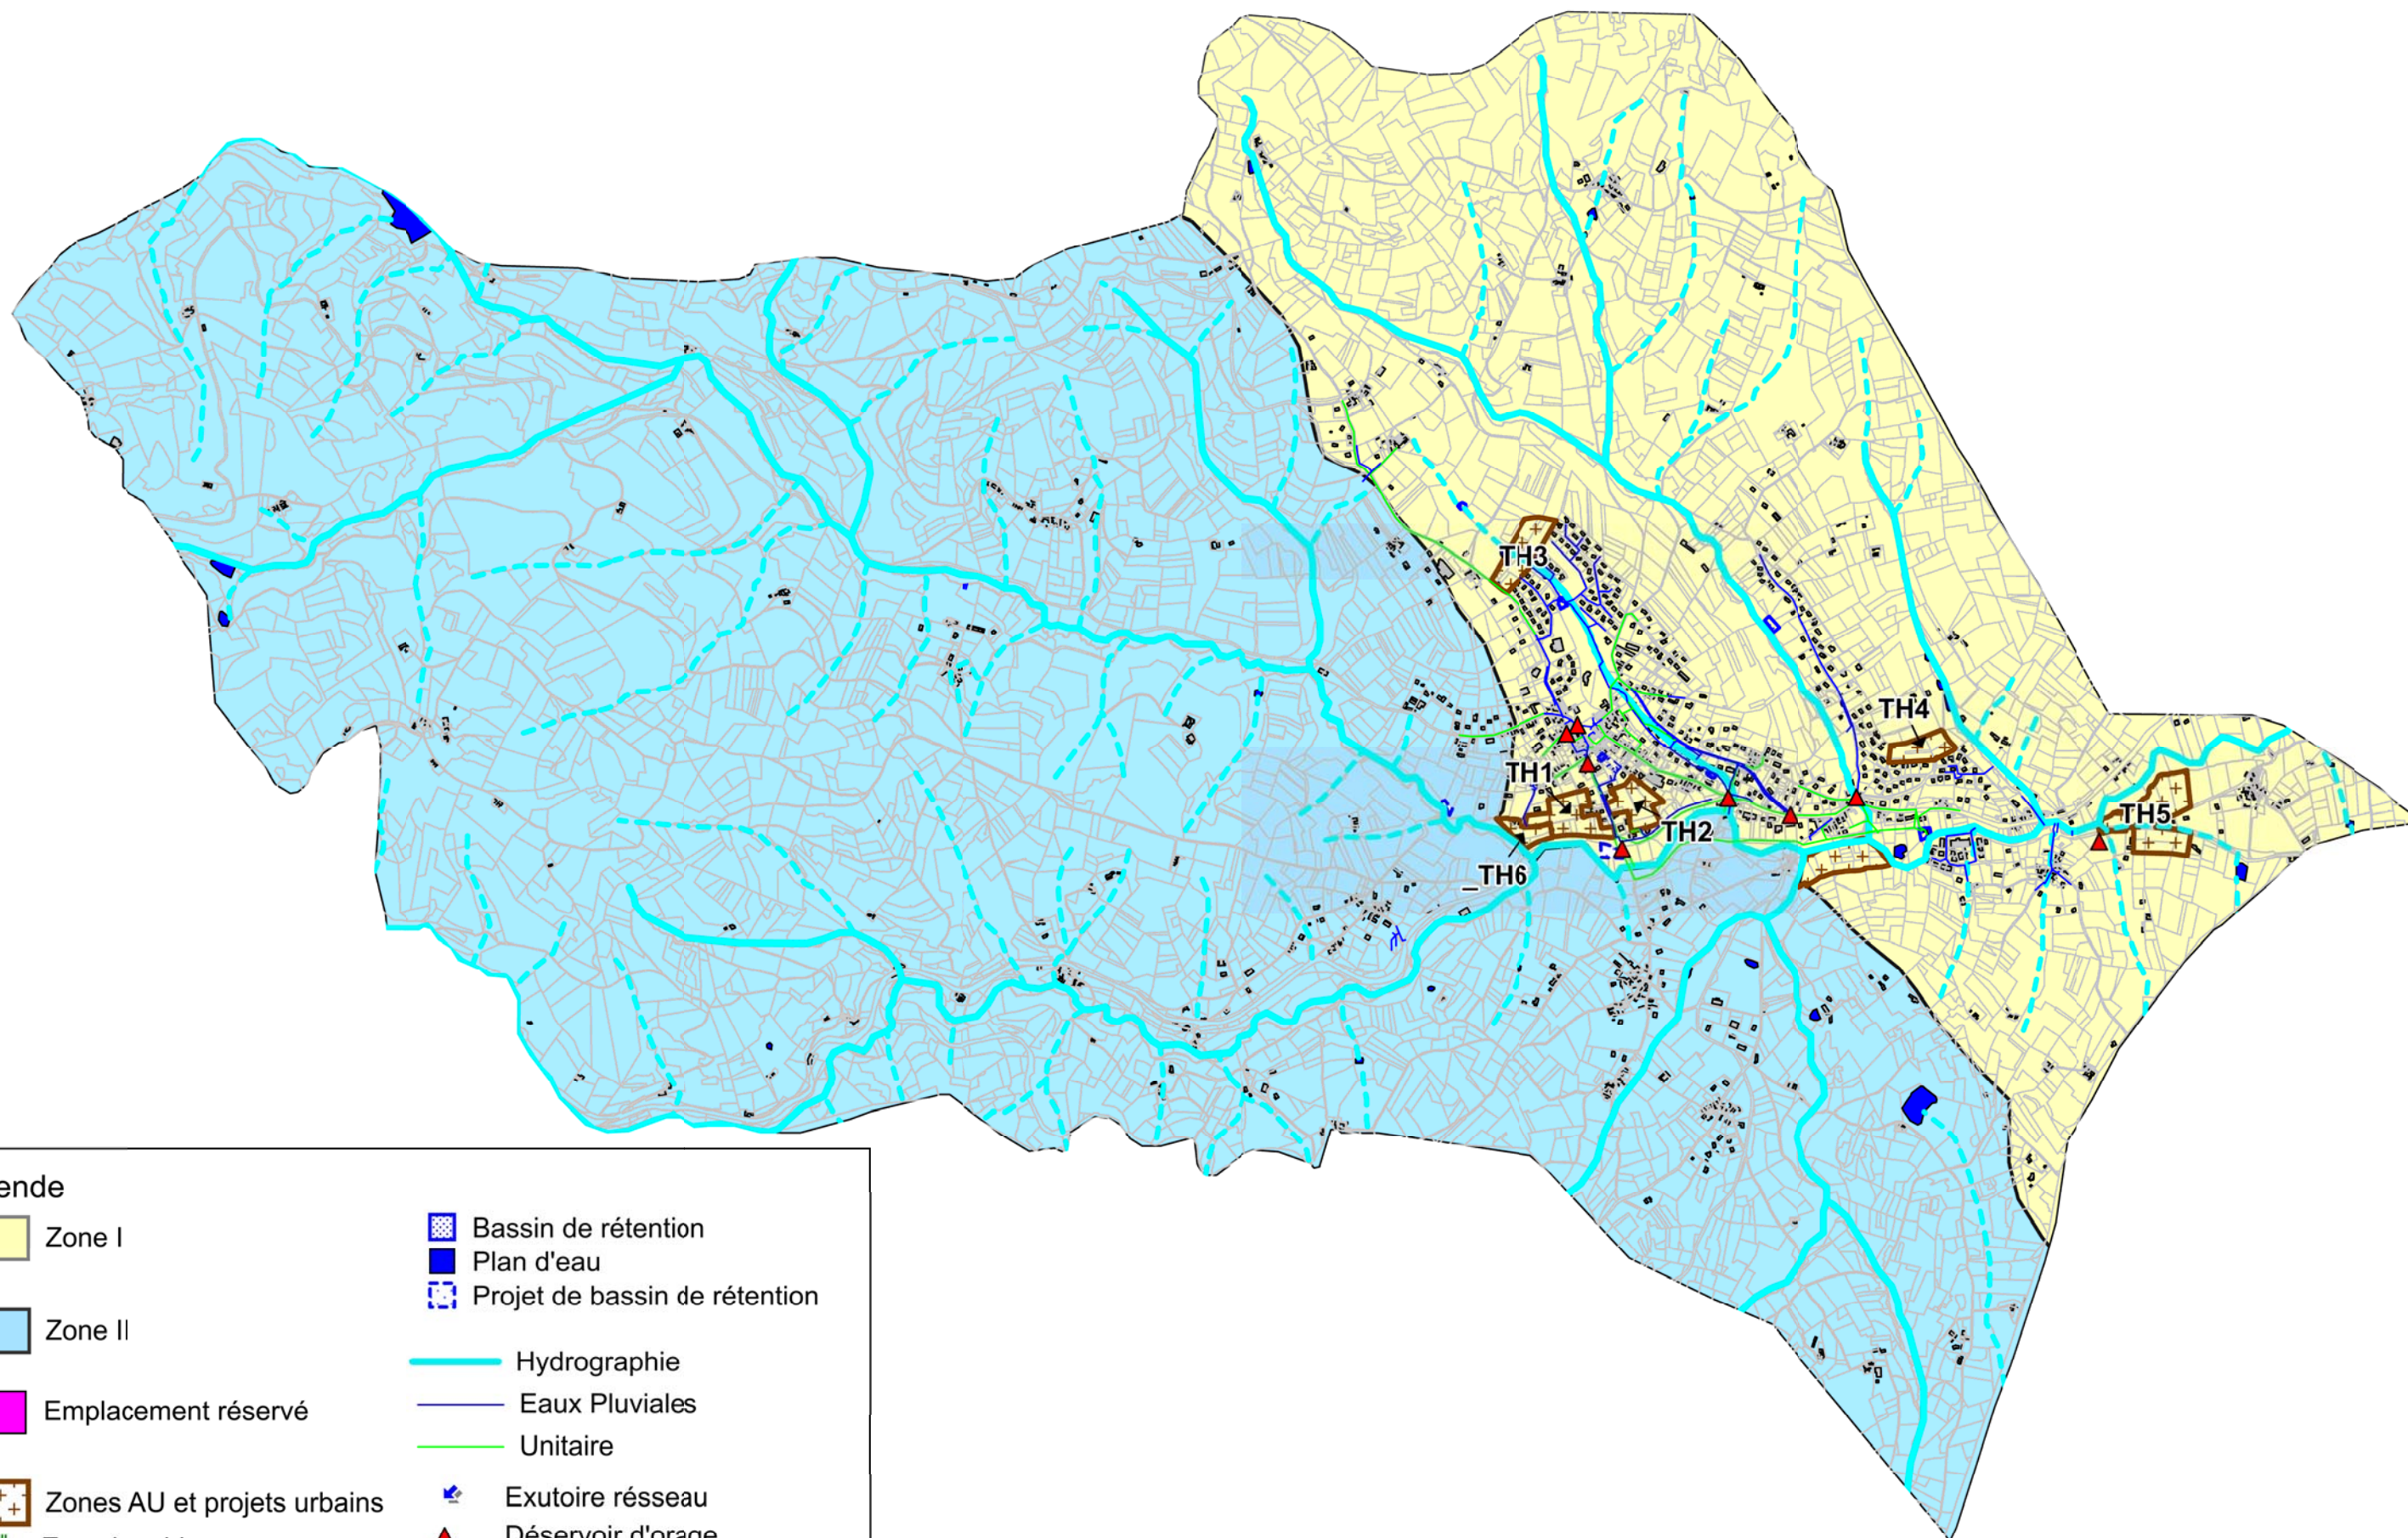 TH3
TH4
TH1
TH5
TH2
_TH6
ende
Zone I
Zone II
Emplacement réservé
Zones AU et projets urbains
Bassin de rétention
Plan d'eau
Projet de bassin de rétention
Hydrographie
Eaux Pluviales
Unitaire
Exutoire résseau
Déservoir d'orage